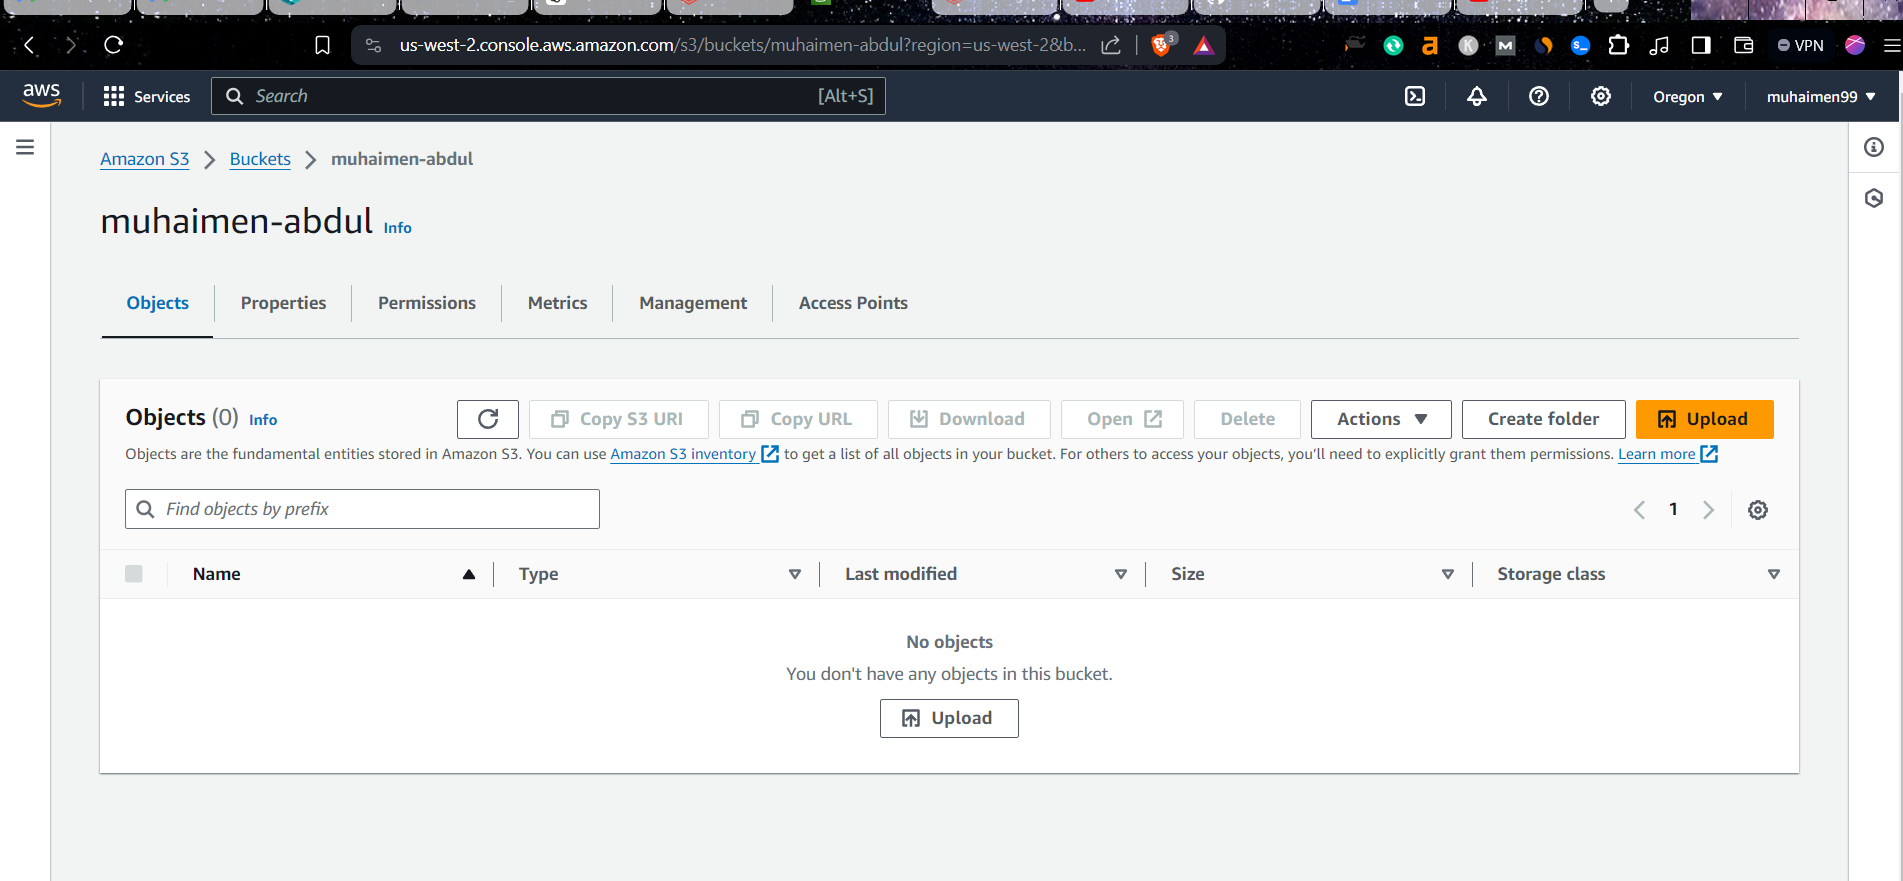 us-west-2.console.aws.amazon.com/s3/buckets/muhaimen-abdul?region=us-west-2&b... 3 VPN
aws Services Search [Alt+S] Oregon muhaimen99
Amazon S3 Buckets muhaimen-abdul
muhaimen-abdul Info
Objects Properties Permissions Metrics Management Access Points
Objects (0) Info Copy S3 URI Copy URL Download Open Delete Actions Create folder Upload
Objects are the fundamental entities stored in Amazon S3. You can use Amazon S3 inventory to get a list of all objects in your bucket. For others to access your objects, you’ll need to explicitly grant them permissions. Learn more
Find objects by prefix 1
Name Type Last modified Size Storage class
No objects
You don't have any objects in this bucket.
Upload